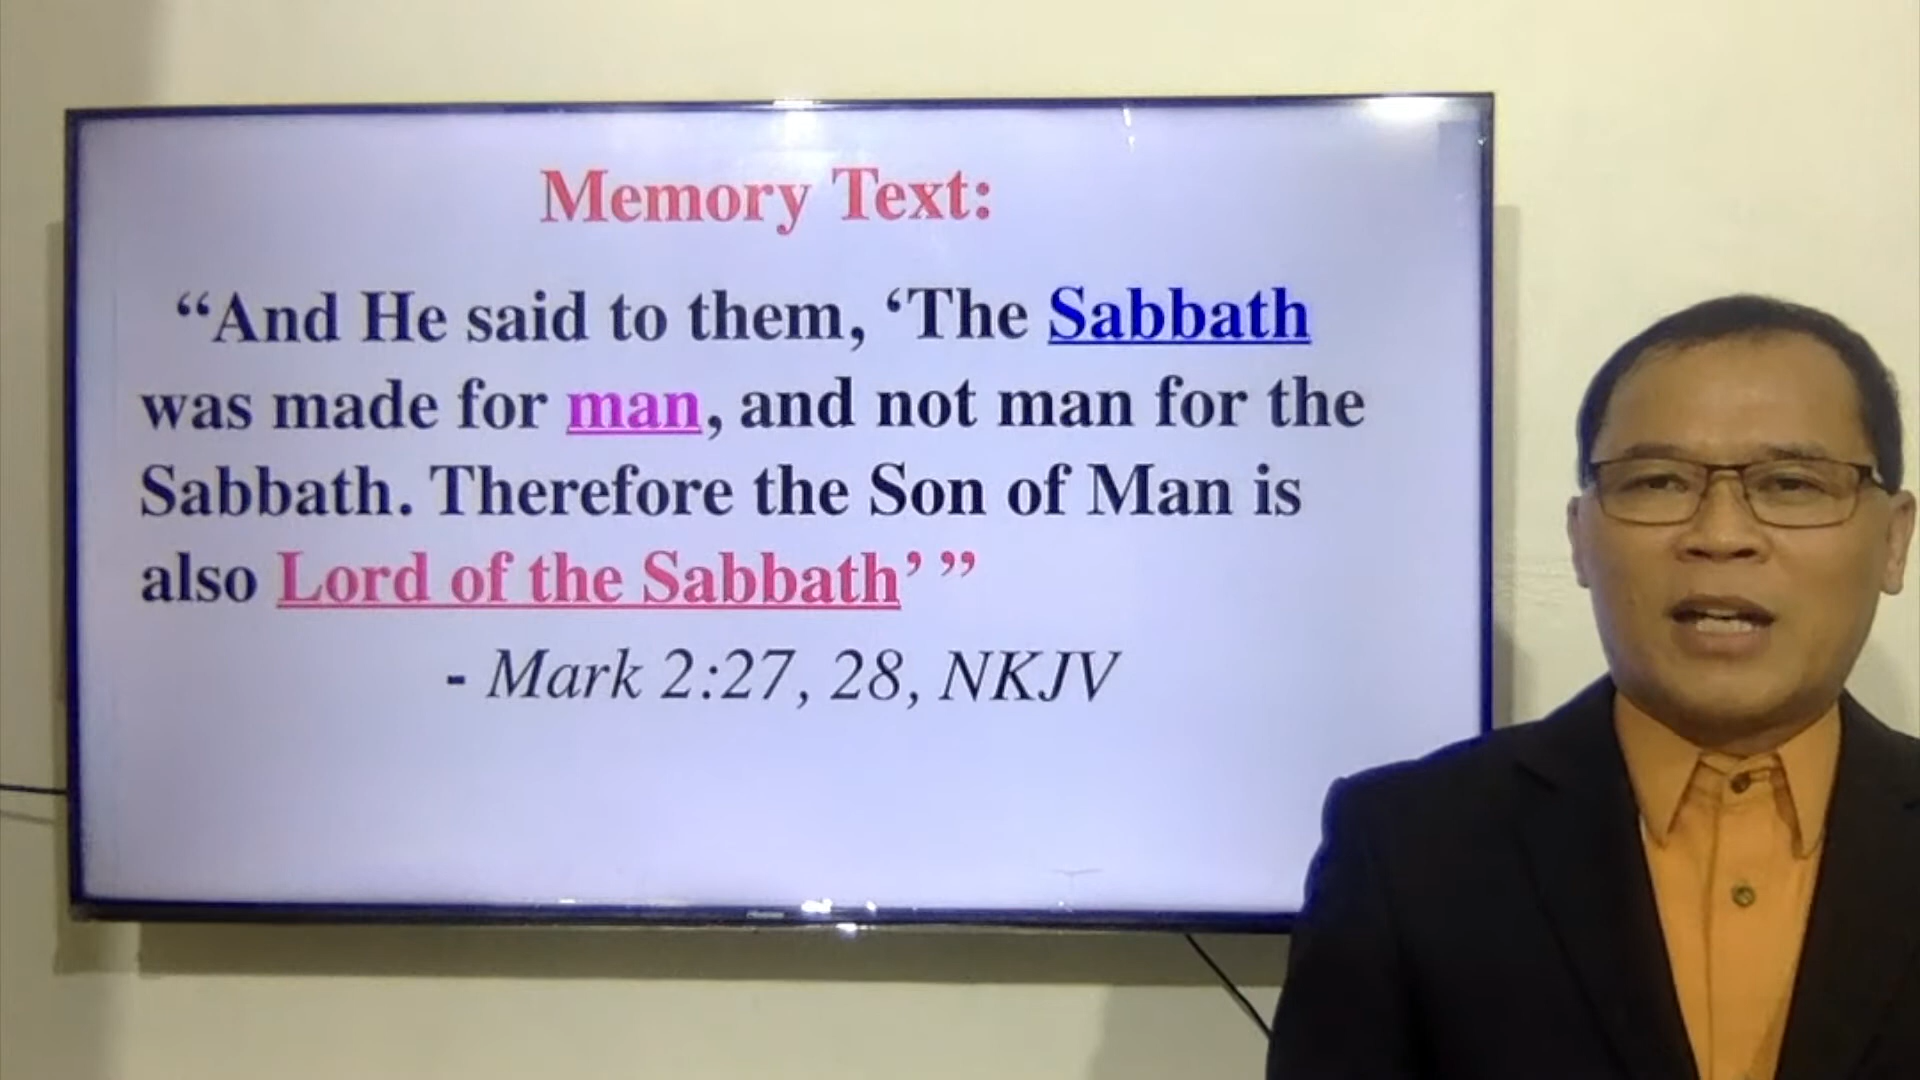 Memory Text:
“And He said to them, ‘The Sabbath
was made for man, and not man for the
Sabbath. Therefore the Son of Man is
also Lord of the Sabbath’ ”
- Mark 2:27, 28, NKJV